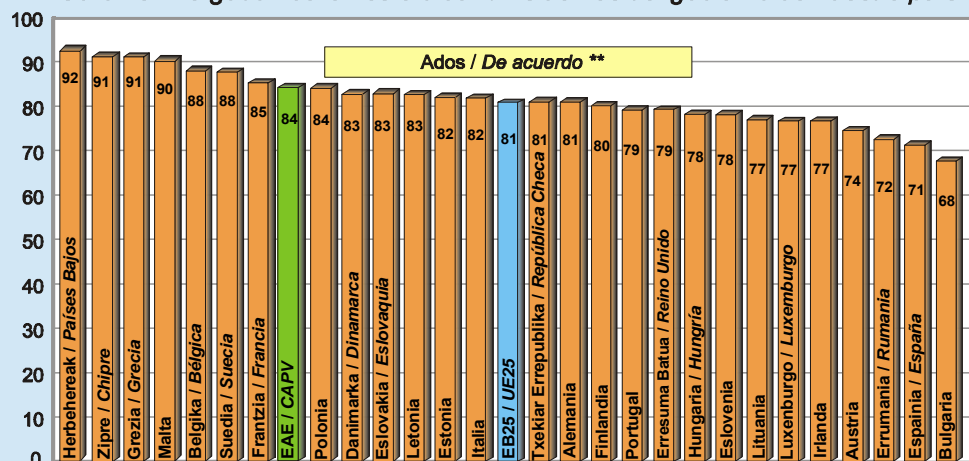 100
90
80
70
60
50
40
30
20
10
0
Ados / De acuerdo **
92
91
91
90
88
88
85
84
84
83
83
83
82
82
81
81
81
80
79
79
78
78
77
77
77
74
72
71
68
Herbehereak / Países Bajos
Zipre / Chipre
Grezia / Grecia
Malta
Belgika / Bélgica
Suedia / Suecia
Frantzia / Francia
EAE / CAPV
Polonia
Danimarka / Dinamarca
Eslovakia / Eslovaquia
Letonia
Estonia
Italia
EB25 / UE25
Txekiar Errepublika / República Checa
Alemania
Finlandia
Portugal
Erresuma Batua / Reino Unido
Hungaria / Hungría
Eslovenia
Lituania
Luxenburgo / Luxemburgo
Irlanda
Austria
Errumania / Rumania
Espainia / España
Bulgaria